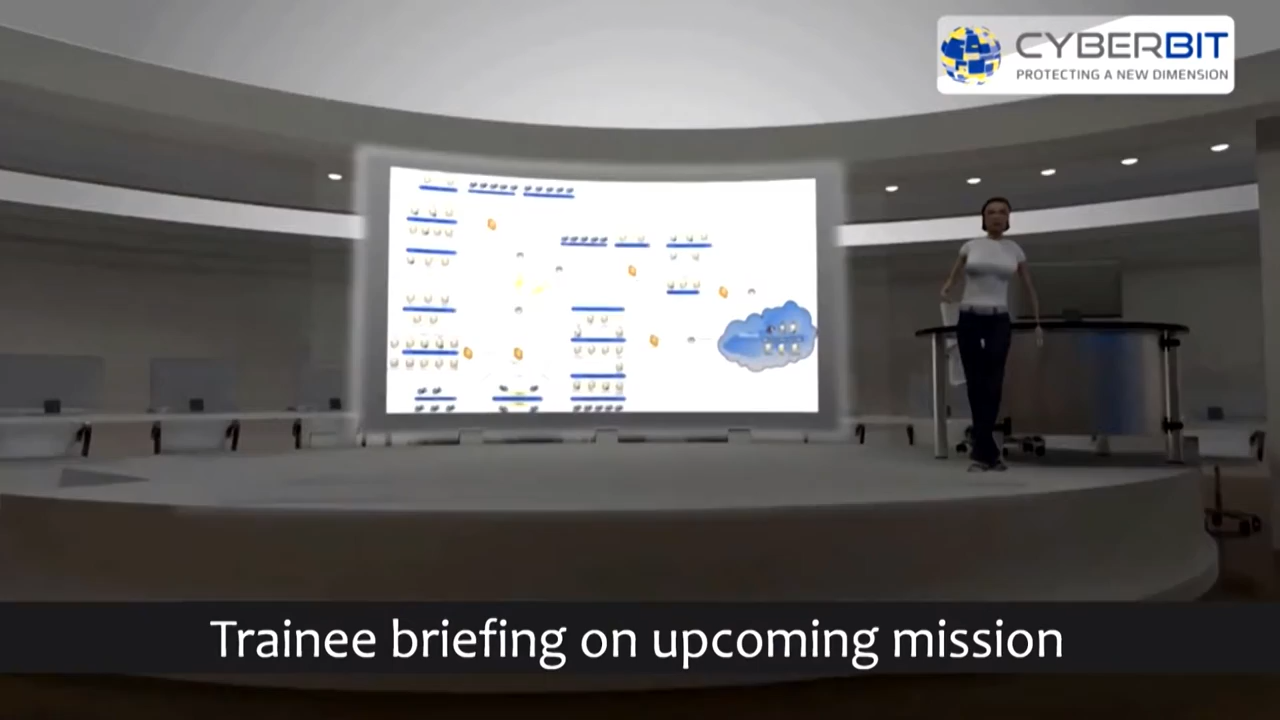 CYBERBIT
PROTECTING A NEW DIMENSION
Trainee briefing on upcoming mission